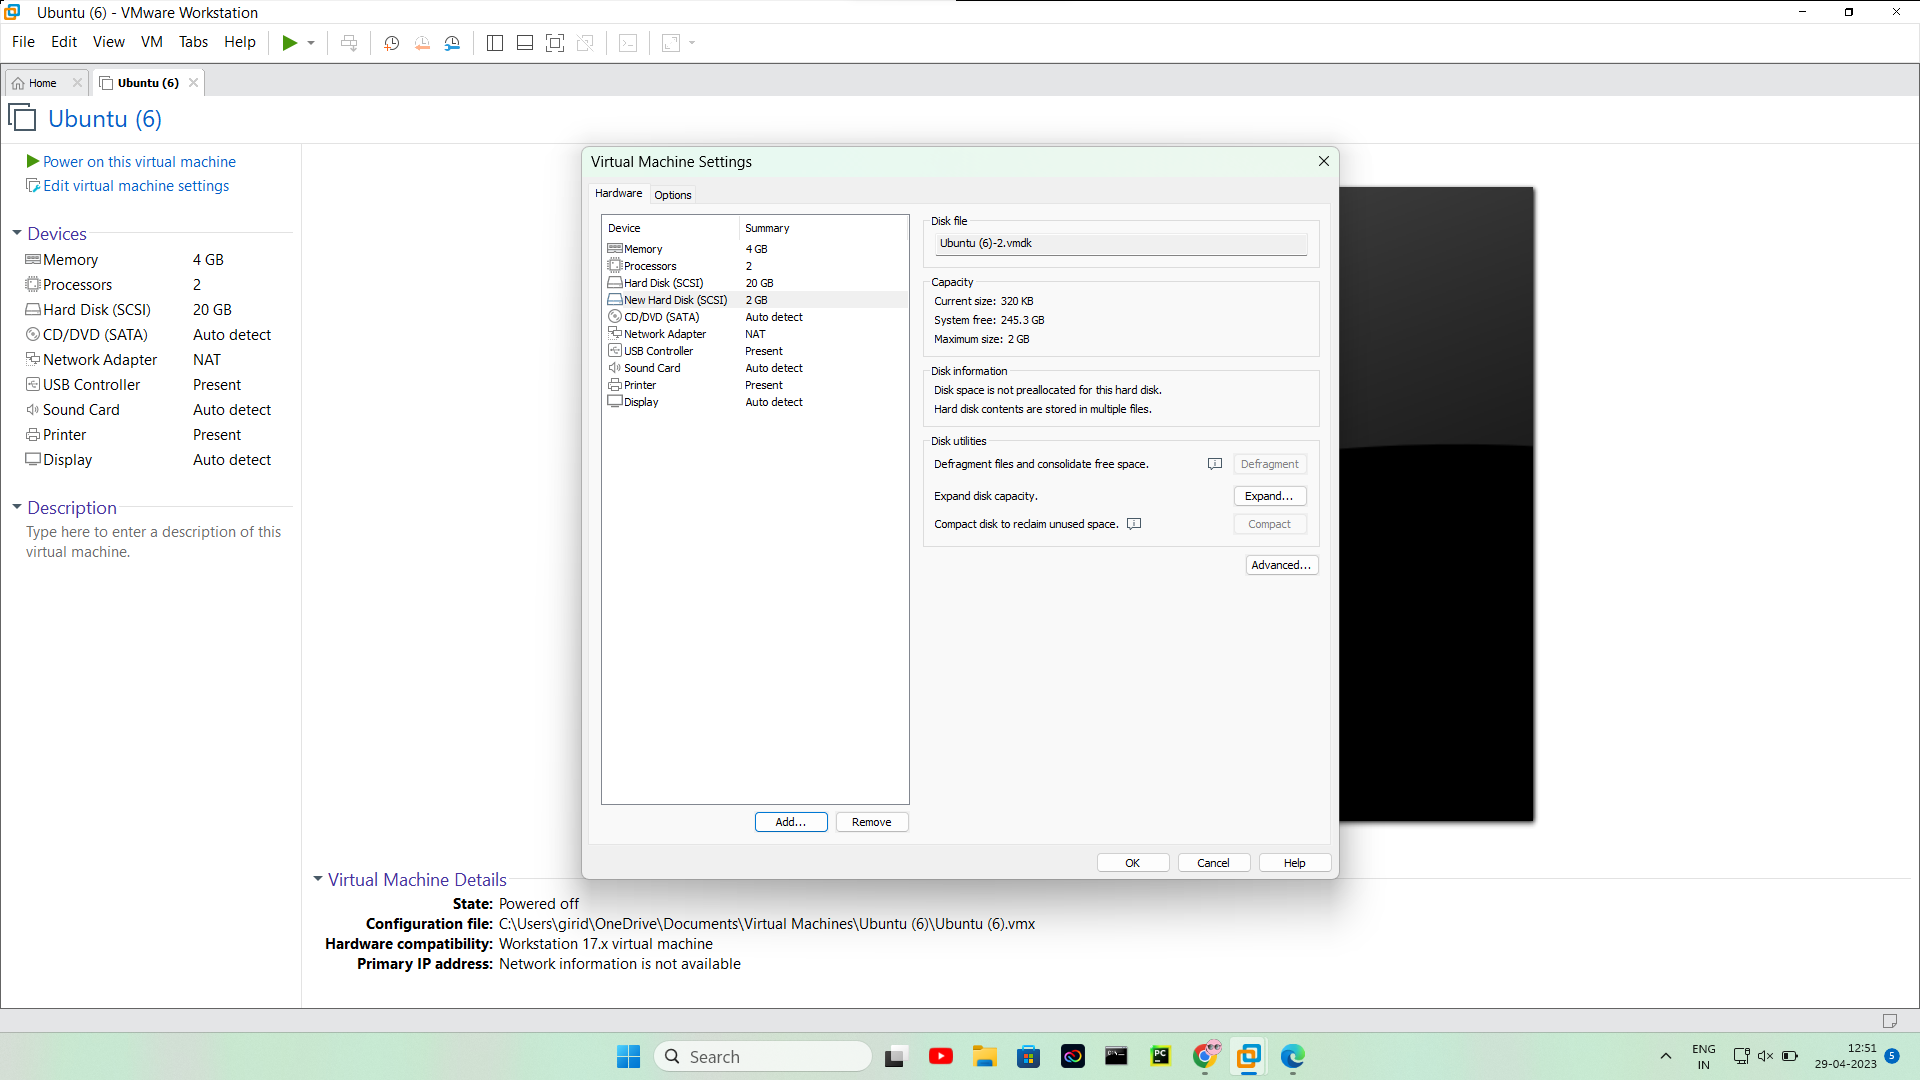 Ubuntu (6) - VMware Workstation
File Edit View VM Tabs Help
Home
Ubuntu (6)
Ubuntu (6)
Power on this virtual machine
Edit virtual machine settings
Devices
Memory 4 GB
Processors 2
Hard Disk (SCSI) 20 GB
CD/DVD (SATA) Auto detect
Network Adapter NAT
USB Controller Present
Sound Card Auto detect
Printer Present
Display Auto detect
Description
Type here to enter a description of this
virtual machine.
Virtual Machine Settings
Hardware Options
Device Summary
Memory 4 GB
Processors 2
Hard Disk (SCSI) 20 GB
New Hard Disk (SCSI) 2 GB
CD/DVD (SATA) Auto detect
Network Adapter NAT
USB Controller Present
Sound Card Auto detect
Printer Present
Display Auto detect
Add... Remove
Disk file
Ubuntu (6)-2.vmdk
Capacity
Current size: 320 KB
System free: 245.3 GB
Maximum size: 2 GB
Disk information
Disk space is not preallocated for this hard disk.
Hard disk contents are stored in multiple files.
Disk utilities
Defragment files and consolidate free space. Defragment
Expand disk capacity. Expand...
Compact disk to reclaim unused space. Compact
Advanced...
OK Cancel Help
Virtual Machine Details
State: Powered off
Configuration file: C:\Users\girid\OneDrive\Documents\Virtual Machines\Ubuntu (6)\Ubuntu (6).vmx
Hardware compatibility: Workstation 17.x virtual machine
Primary IP address: Network information is not available
Search
PC
ENG
IN
12:51
29-04-2023
5